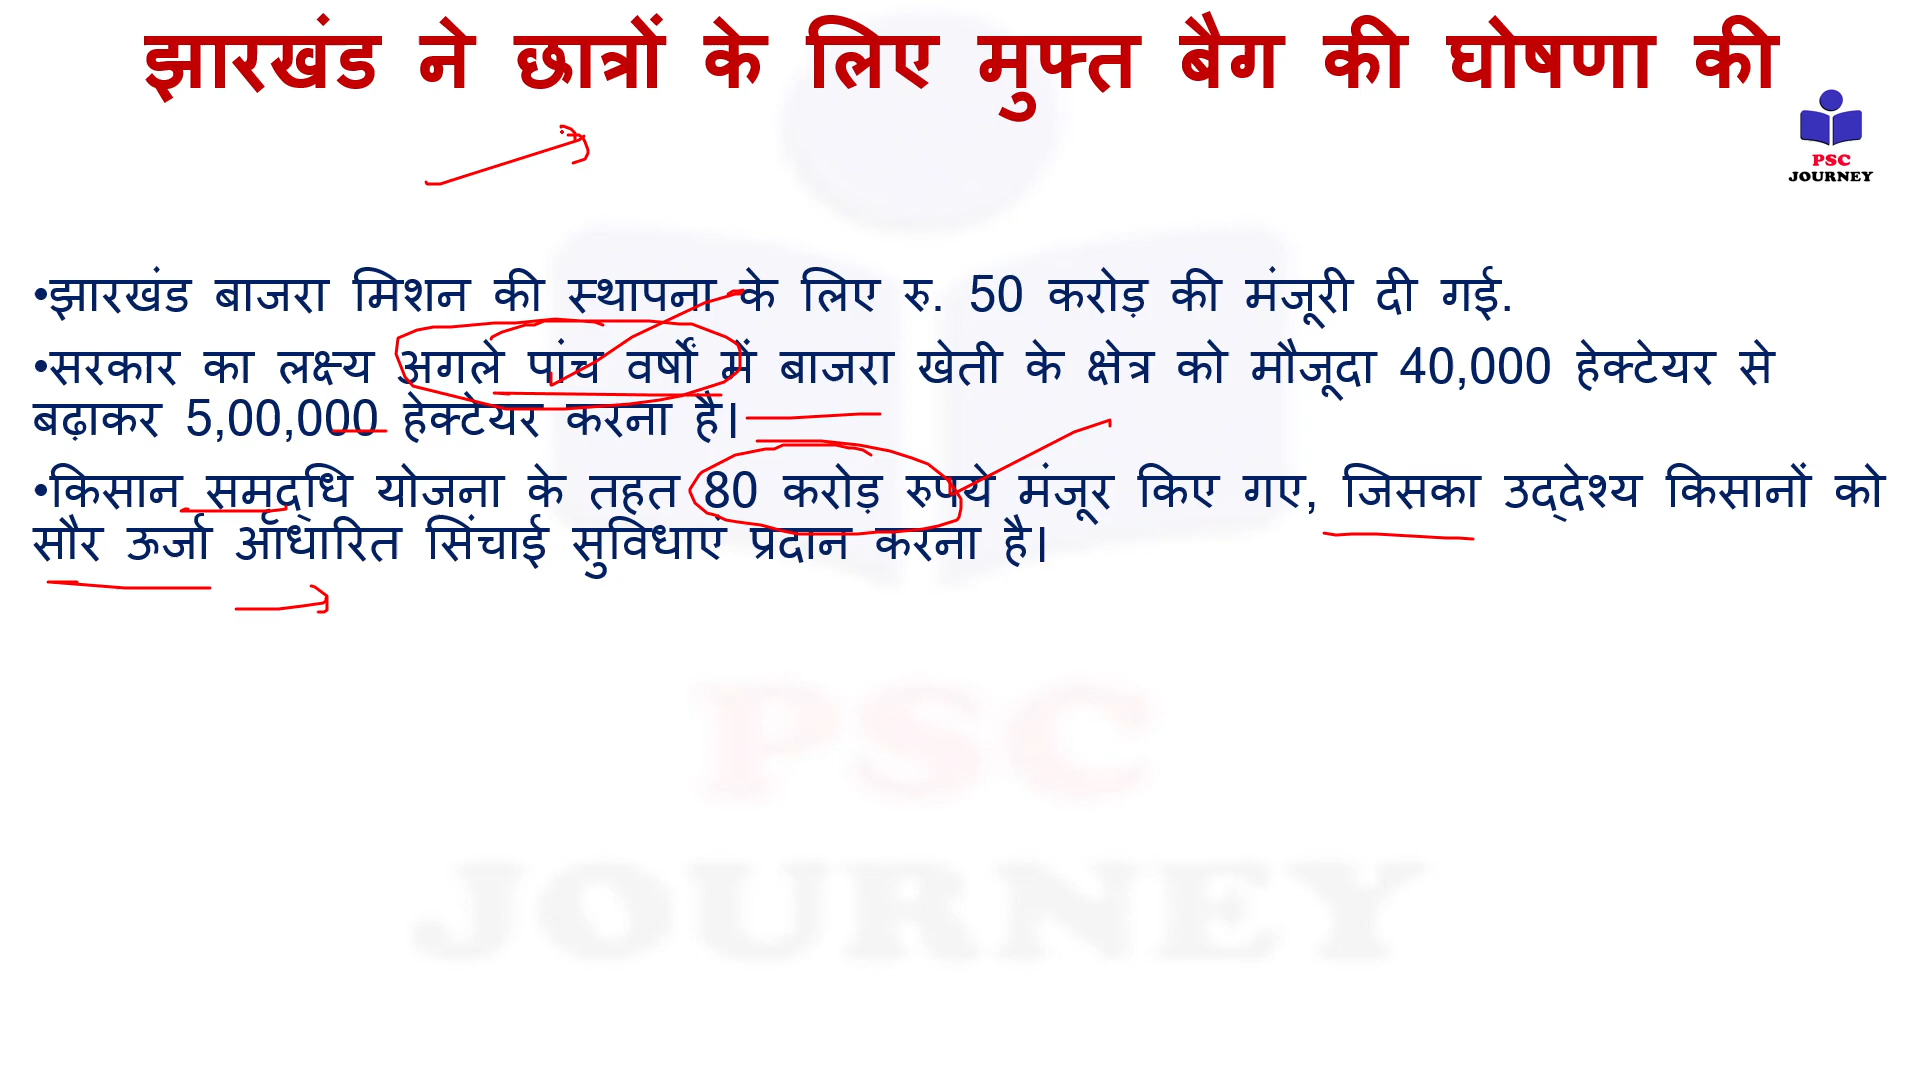 झारखंड ने छात्रों के लिए मुफ्त बैग की घोषणा की
PSC
JOURNEY
•झारखंड बाजरा मिशन की स्थापना के लिए रु. 50 करोड़ की मंजूरी दी गई.
•सरकार का लक्ष्य अगले पांच वर्षों में बाजरा खेती के क्षेत्र को मौजूदा 40,000 हेक्टेयर से
बढ़ाकर 5,00,000 हेक्टेयर करना है।
•किसान समृद्धि योजना के तहत 80 करोड़ रुपये मंजूर किए गए, जिसका उद्देश्य किसानों को
सौर ऊर्जा आधारित सिंचाई सुविधाएं प्रदान करना है।
PSC
JOURNEY